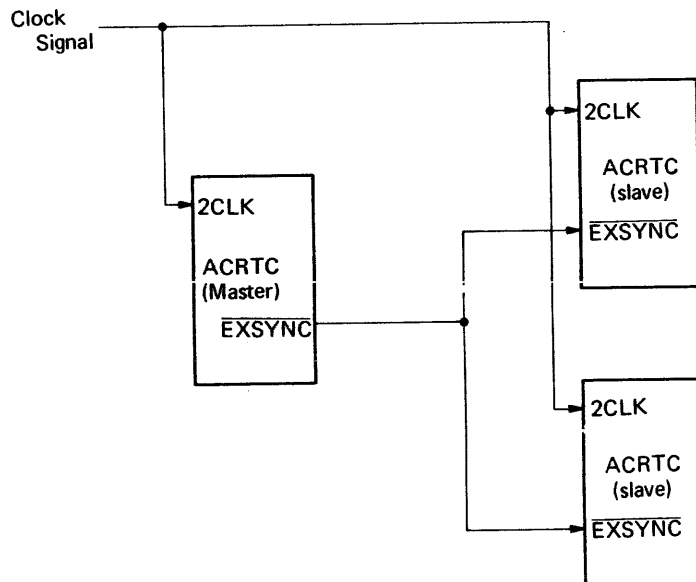 Clock
Signal
2CLK
ACRTC
(Master)
EXSYNC
2CLK
ACRTC
(slave)
EXSYNC
2CLK
ACRTC
(slave)
EXSYNC